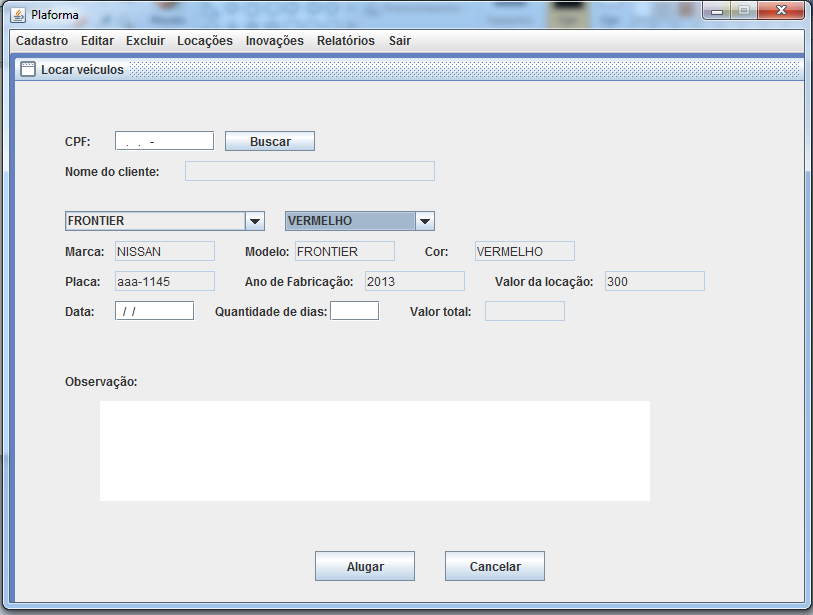 Plaforma
Cadastro Editar Excluir Locações Inovações Relatórios Sair
Locar veículos
CPF: . . - Buscar
Nome do cliente:
FRONTIER VERMELHO
Marca: NISSAN Modelo: FRONTIER Cor: VERMELHO
Placa: aaa-1145 Ano de Fabricação: 2013 Valor da locação: 300
Data: / / Quantidade de dias: Valor total:
Observação:
Alugar Cancelar